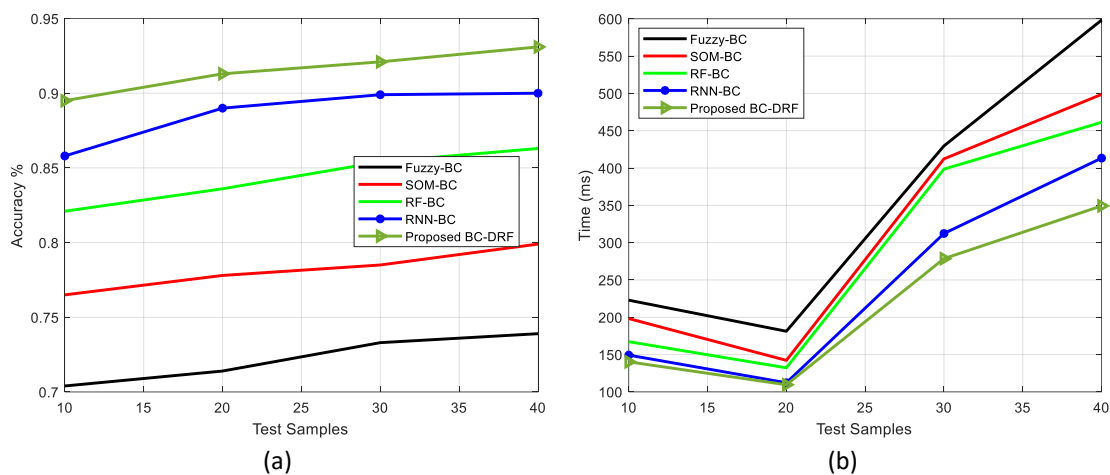 0.95
0.9
0.85
0.8
0.75
0.7
Accuracy %
10
15
20
25
30
35
40
Test Samples
Fuzzy-BC
SOM-BC
RF-BC
RNN-BC
Proposed BC-DRF
(a)
600
550
500
450
400
350
300
250
200
150
100
Time (ms)
10
15
20
25
30
35
40
Test Samples
Fuzzy-BC
SOM-BC
RF-BC
RNN-BC
Proposed BC-DRF
(b)